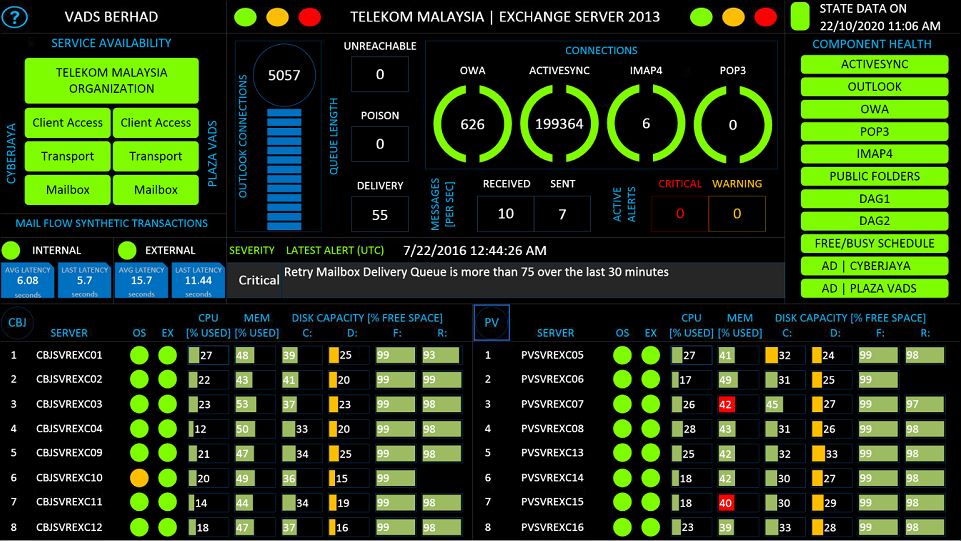 ?
VADS BERHAD
TELEKOM MALAYSIA | EXCHANGE SERVER 2013
STATE DATA ON
22/10/2020 11:06 AM
SERVICE AVAILABILITY
TELEKOM MALAYSIA
ORGANIZATION
CYBERJAYA
Client Access Client Access
Transport Transport
Mailbox Mailbox
PLAZA VADS
MAIL FLOW SYNTHETIC TRANSACTIONS
INTERNAL EXTERNAL
AVG LATENCY LAST LATENCY AVG LATENCY LAST LATENCY
6.08 5.7 15.7 11.44
seconds seconds seconds seconds
OUTLOOK CONNECTIONS
5057
QUEUE LENGTH
UNREACHABLE
0
POISON
0
DELIVERY
55
CONNECTIONS
OWA ACTIVESYNC IMAP4 POP3
626 199364 6 0
MESSAGES
[PER SEC]
RECEIVED SENT
10 7
ACTIVE
ALERTS
CRITICAL WARNING
0 0
SEVERITY LATEST ALERT (UTC) 7/22/2016 12:44:26 AM
Critical Retry Mailbox Delivery Queue is more than 75 over the last 30 minutes
COMPONENT HEALTH
ACTIVESYNC
OUTLOOK
OWA
POP3
IMAP4
PUBLIC FOLDERS
DAG1
DAG2
FREE/BUSY SCHEDULE
AD | CYBERJAYA
AD | PLAZA VADS
CBJ
CPU MEM DISK CAPACITY [% FREE SPACE]
SERVER OS EX [% USED] [% USED] C: D: F: R:
1 CBJSVREXC01 27 48 39 25 99 93
2 CBJSVREXC02 22 43 41 20 99 99
3 CBJSVREXC03 23 53 37 23 99 98
4 CBJSVREXC04 12 50 33 20 99 98
5 CBJSVREXC09 21 47 34 25 99 98
6 CBJSVREXC10 20 49 36 15 99
7 CBJSVREXC11 14 44 34 19 99 98
8 CBJSVREXC12 18 47 37 16 99 98
PV
CPU MEM DISK CAPACITY [% FREE SPACE]
SERVER OS EX [% USED] [% USED] C: D: F: R:
1 PVSVREXC05 27 41 32 24 99 98
2 PVSVREXC06 17 49 31 25 99
3 PVSVREXC07 26 42 45 27 99 97
4 PVSVREXC08 28 43 31 26 99 98
5 PVSVREXC13 25 42 32 33 99 98
6 PVSVREXC14 18 42 30 27 99 98
7 PVSVREXC15 18 40 30 29 99 98
8 PVSVREXC16 23 39 33 28 99 98